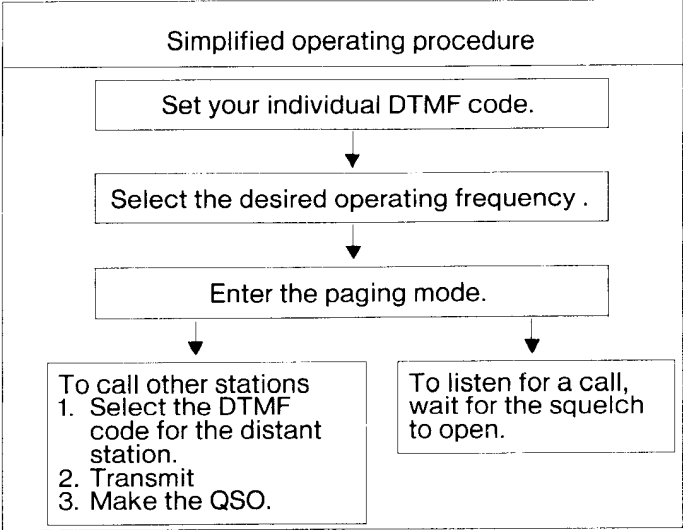 Simplified operating procedure
Set your individual DTMF code.
Select the desired operating frequency .
Enter the paging mode.
To call other stations
1. Select the DTMF
code for the distant
station.
2. Transmit
3. Make the QSO.
To listen for a call,
wait for the squelch
to open.